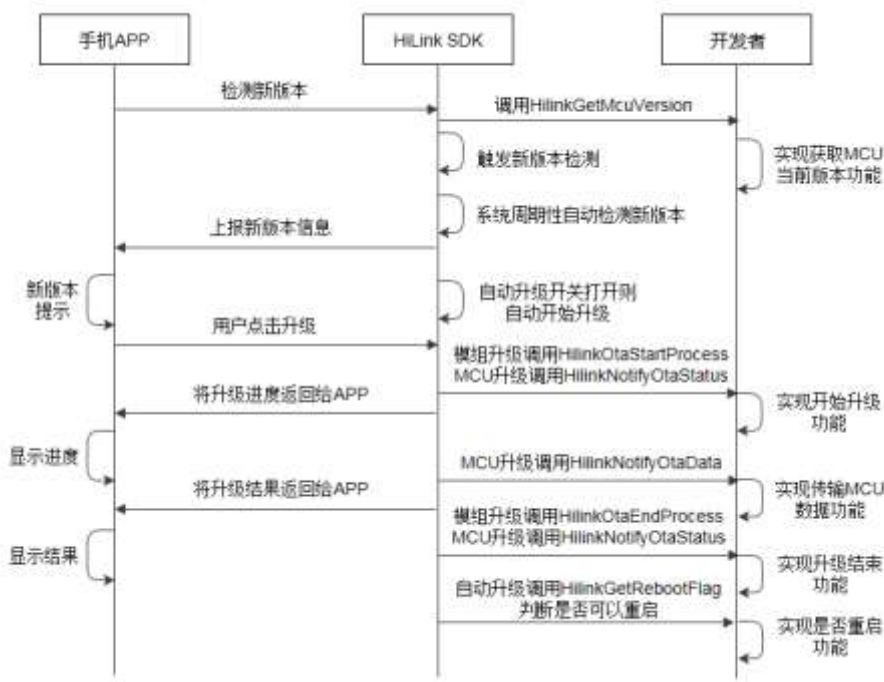 手机APP
HiLink SDK
开发者
检测新版本
调用HilinkGetMcuVersion
触发新版本检测
实现获取MCU
当前版本功能
系统周期性自动检测新版本
上报新版本信息
新版本
提示
自动升级开关打开则
自动开始升级
用户点击升级
模组升级调用HilinkOtaStartProcess
MCU升级调用HilinkNotifyOtaStatus
将升级进度返回给APP
实现开始升级
功能
显示进度
MCU升级调用HilinkNotifyOtaData
将升级结果返回给APP
实现传输MCU
数据功能
模组升级调用HilinkOtaEndProcess
MCU升级调用HilinkNotifyOtaStatus
显示结果
实现升级结束
功能
自动升级调用HilinkGetRebootFlag
判断是否可以重启
实现是否重启
功能